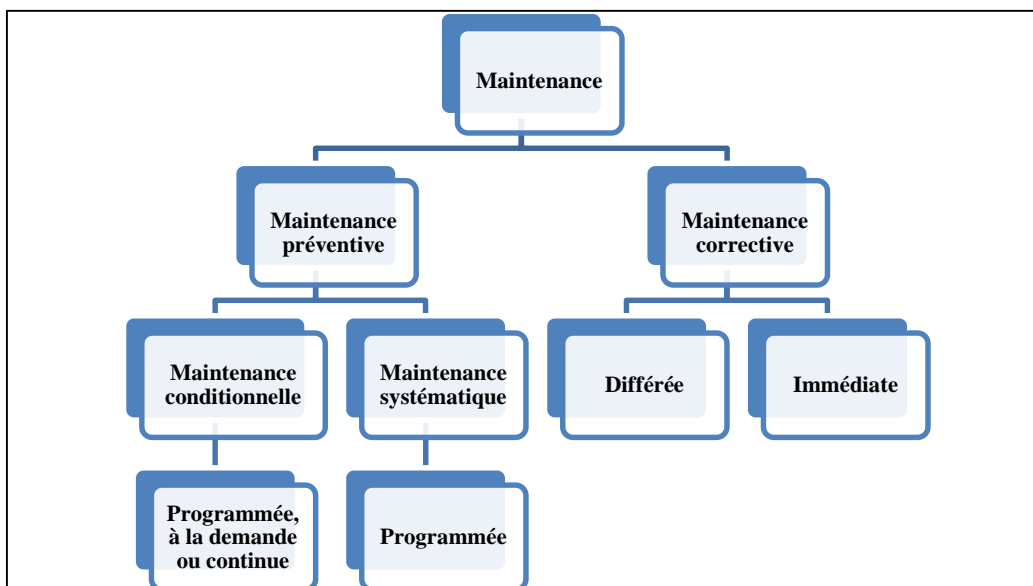 Maintenance
Maintenance
préventive
Maintenance
corrective
Maintenance
conditionnelle
Maintenance
systématique
Différée
Immédiate
Programmée,
à la demande
ou continue
Programmée